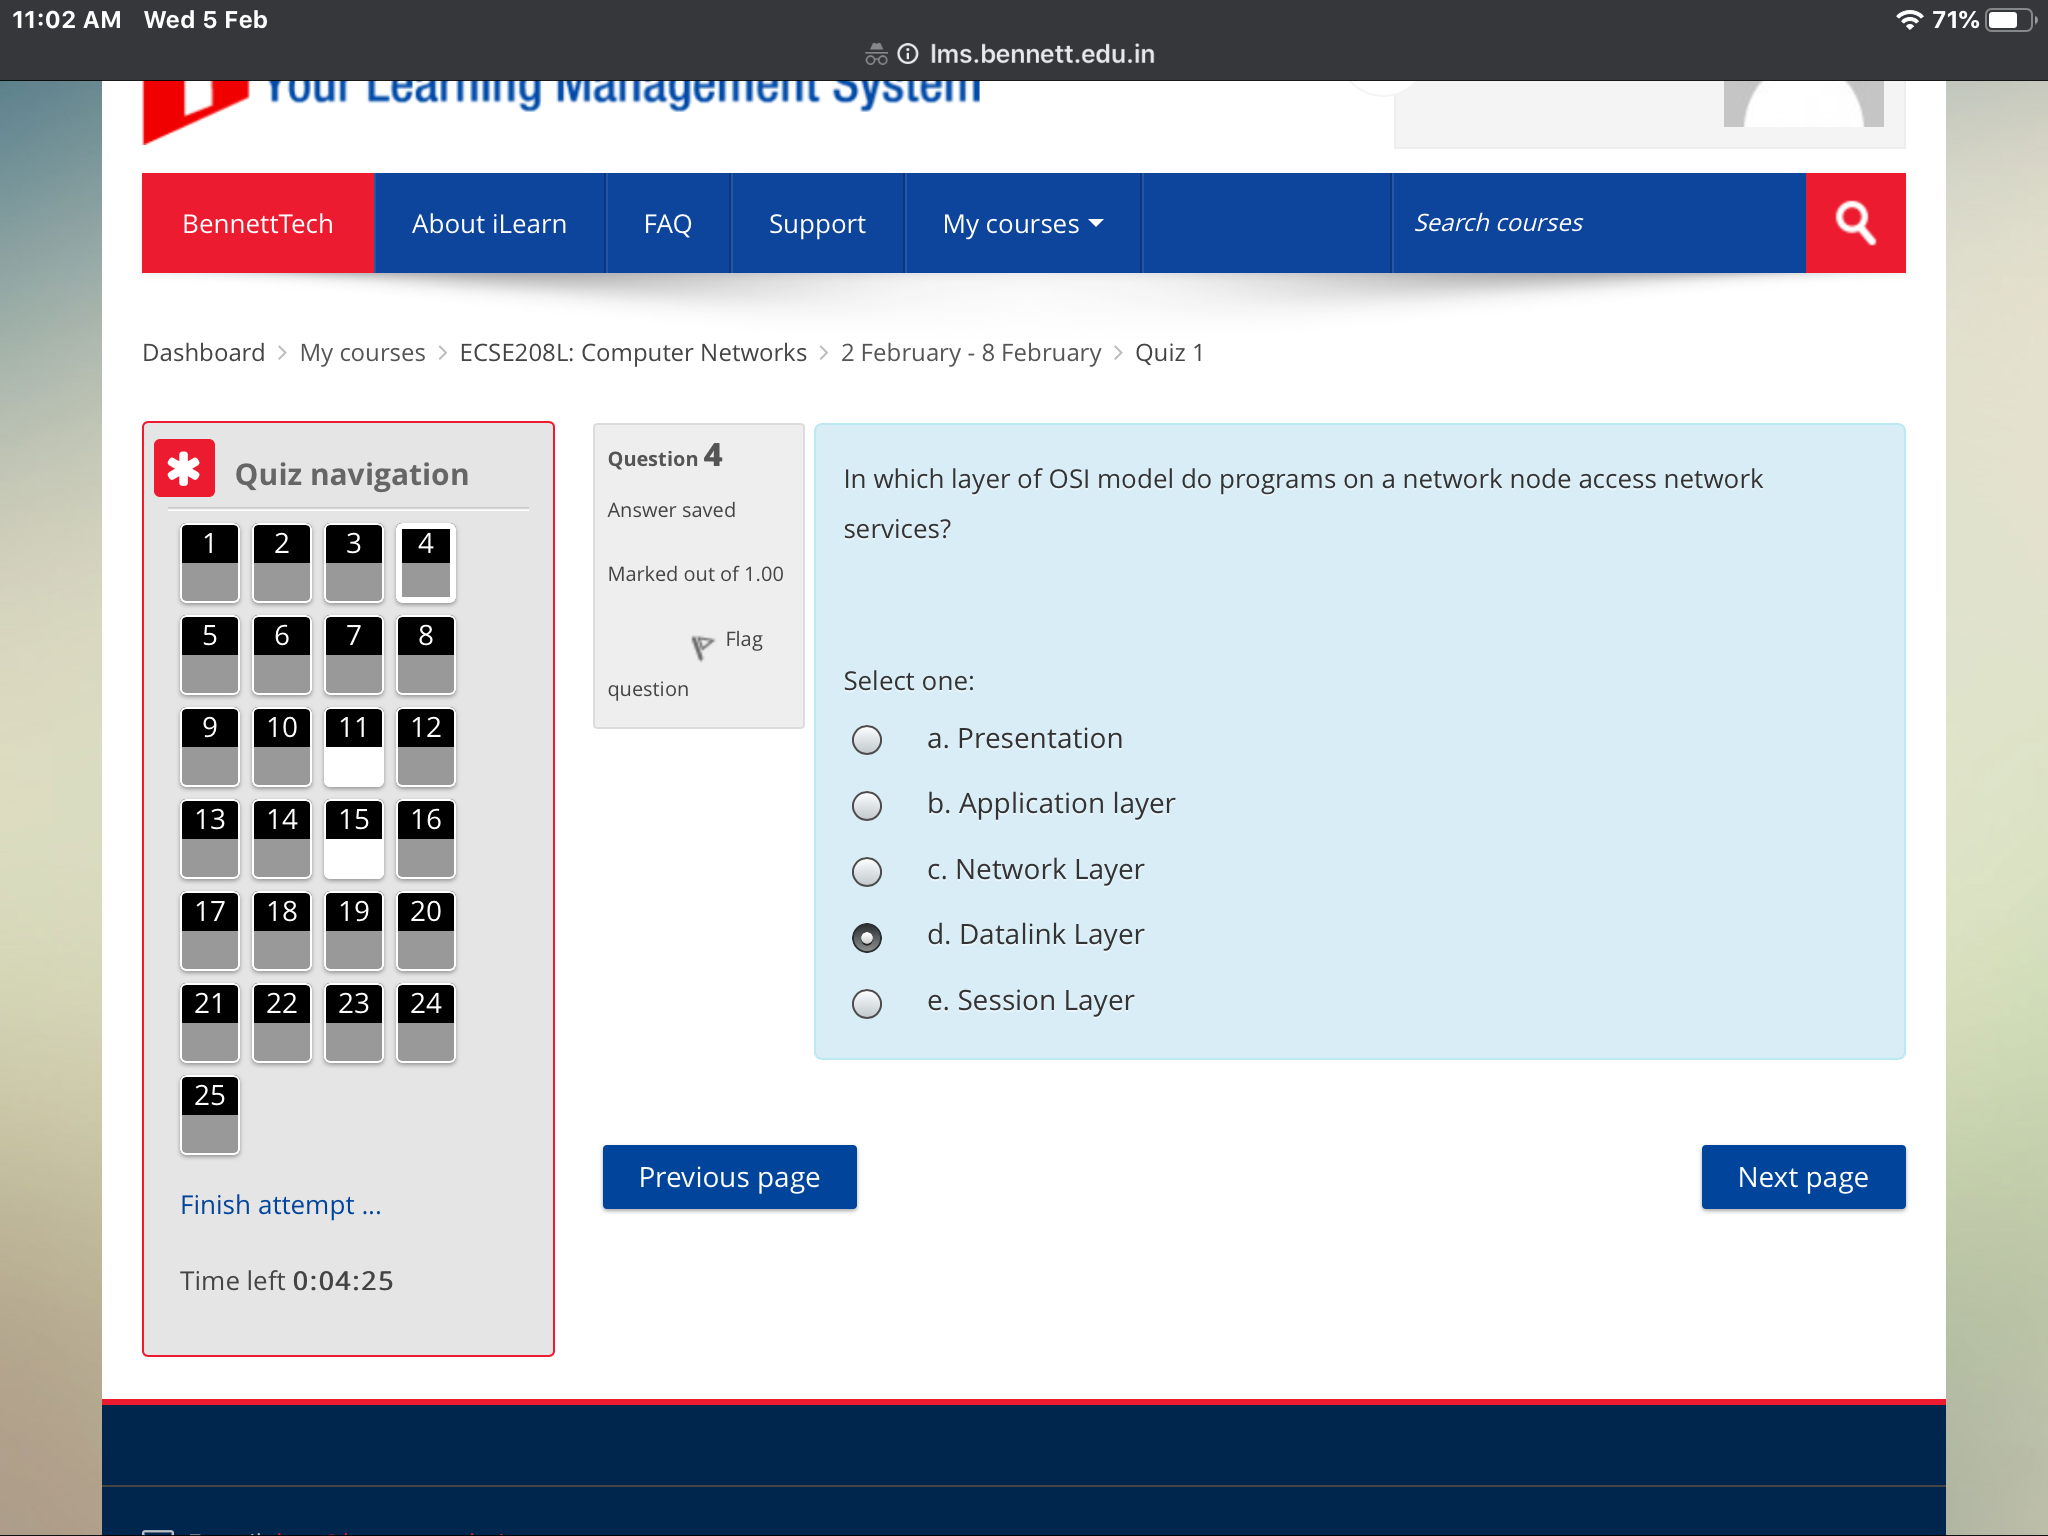 11:02 AM Wed 5 Feb
71%
lms.bennett.edu.in
Your Learning Management System
BennettTech
About iLearn
FAQ
Support
My courses
Search courses
Dashboard > My courses > ECSE208L: Computer Networks > 2 February - 8 February > Quiz 1
Quiz navigation
1 2 3 4
5 6 7 8
9 10 11 12
13 14 15 16
17 18 19 20
21 22 23 24
25
Finish attempt ...
Time left 0:04:25
Question 4
Answer saved
Marked out of 1.00
Flag
question
In which layer of OSI model do programs on a network node access network
services?
Select one:
a. Presentation
b. Application layer
c. Network Layer
d. Datalink Layer
e. Session Layer
Previous page
Next page